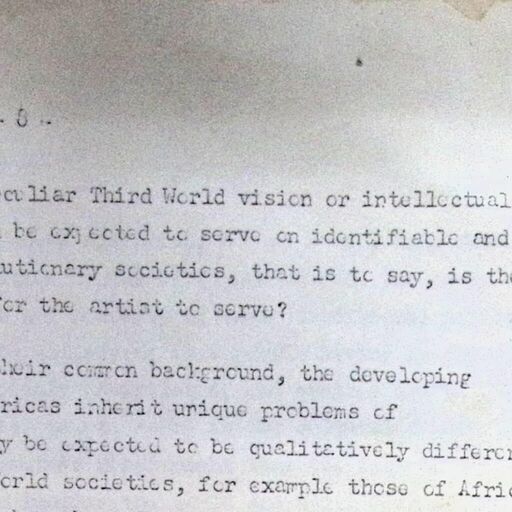 - 8 -
culiar Third World vision or intellectual
be expected to serve on identifiable and
utionary societies, that is to say, is the
for the artist to serve?
their common background, the developing
ricas inherit unique problems of
y be expected to be qualitatively differen
orld societies, for example those of Afric